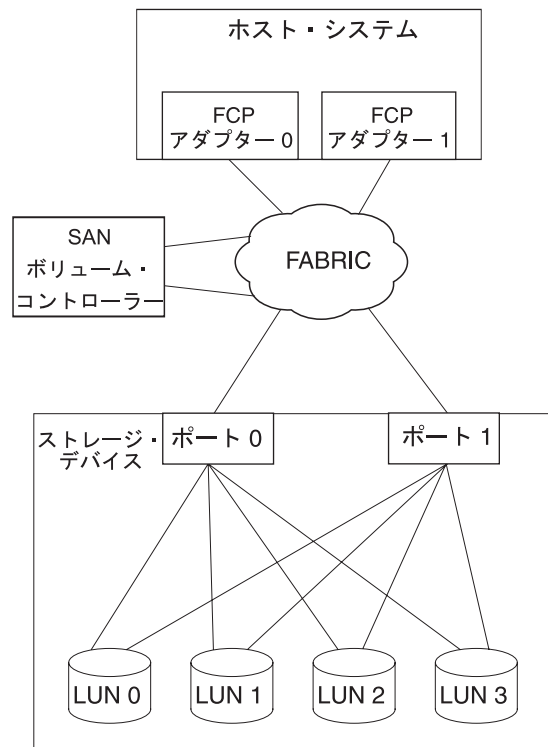 ホスト・システム
FCP
アダプター 0
FCP
アダプター 1
SAN
ボリューム・
コントローラー
FABRIC
ストレージ・
デバイス
ポート 0
ポート 1
LUN 0
LUN 1
LUN 2
LUN 3